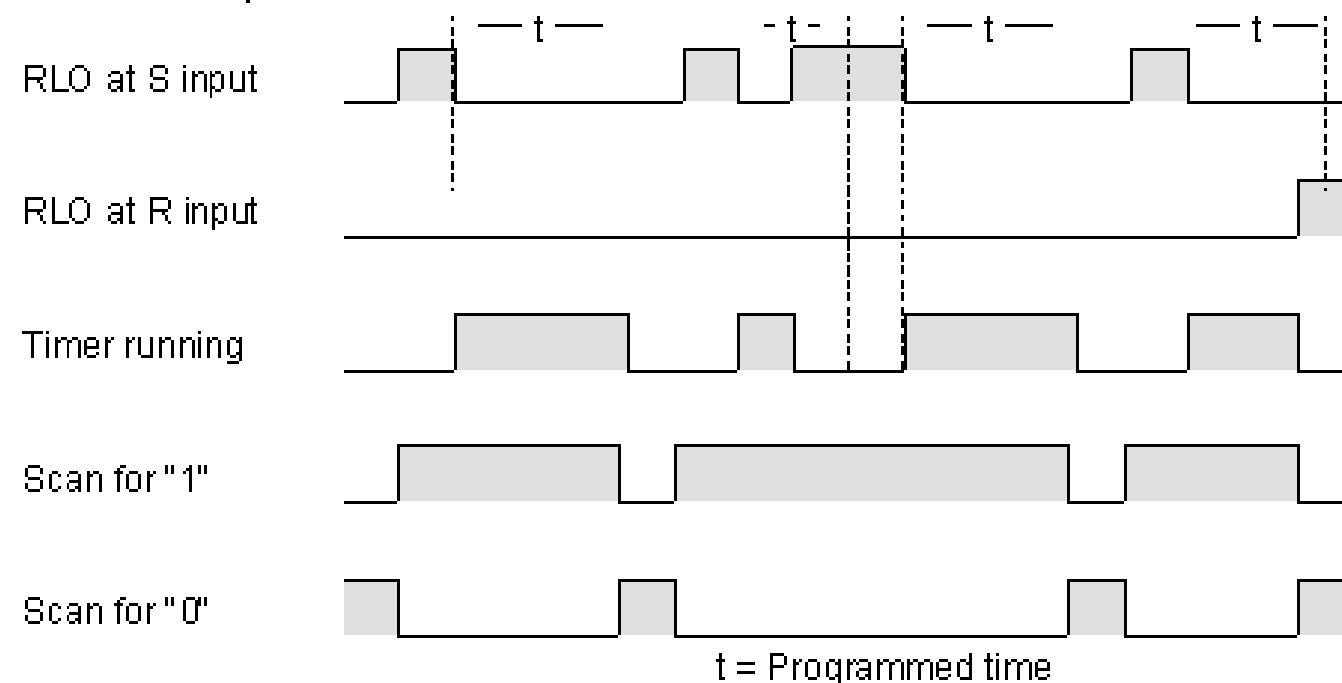 t t t t
RLO at S input
RLO at R input
Timer running
Scan for "1"
Scan for "0"
t = Programmed time